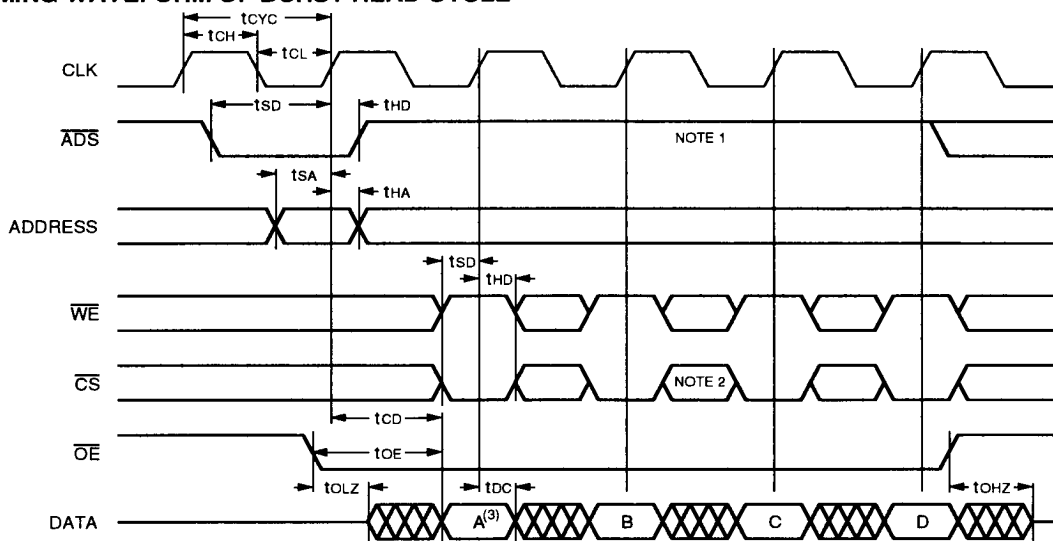 TIMING WAVEFORM OF BURST READ CYCLE
tCYC
tCH
tCL
CLK
tSD
tHD
ADS
NOTE 1
tSA
tHA
ADDRESS
tSD
tHD
WE
CS
NOTE 2
tCD
OE
tOE
tOLZ
tDC
tOHZ
DATA
A(3)
B
C
D